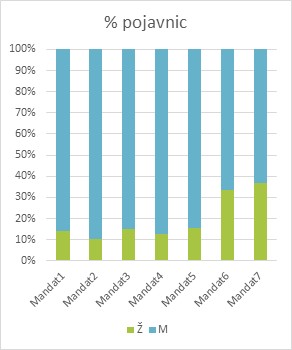 % pojavnic
100%
90%
80%
70%
60%
50%
40%
30%
20%
10%
0%
Mandat1
Mandat2
Mandat3
Mandat4
Mandat5
Mandat6
Mandat7
Ž M